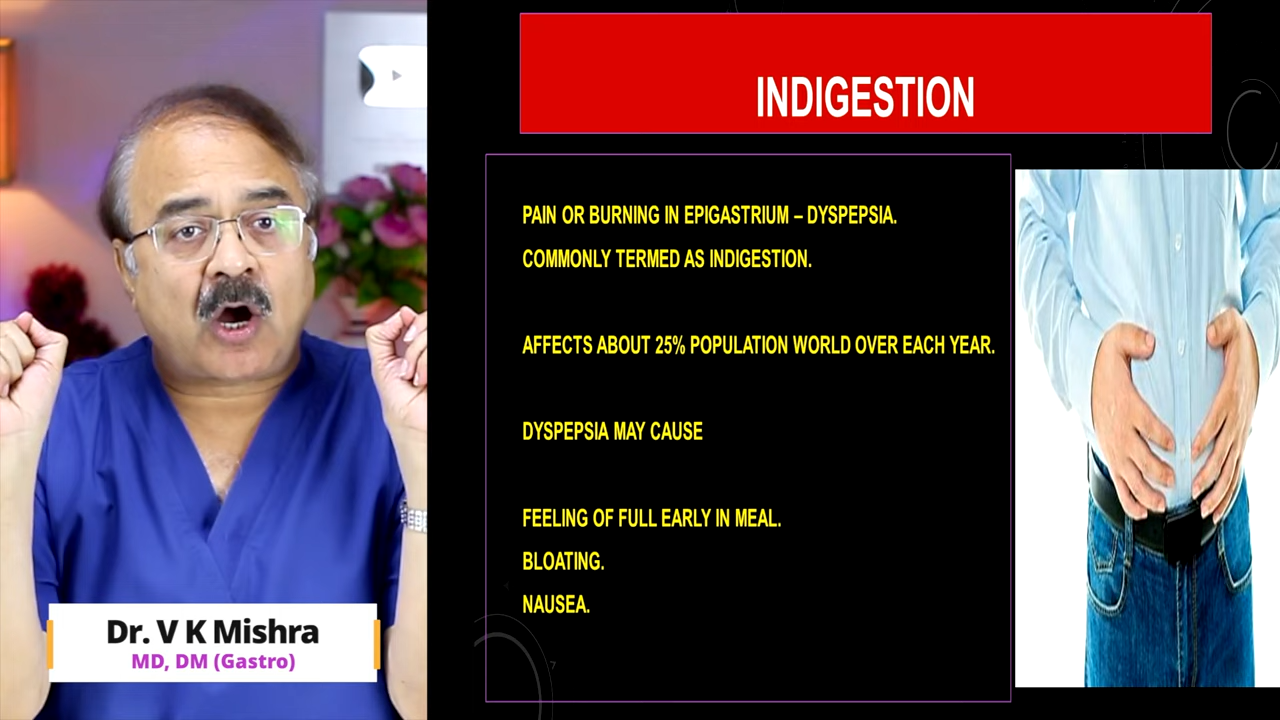 INDIGESTION
PAIN OR BURNING IN EPIGASTRIUM – DYSPEPSIA.
COMMONLY TERMED AS INDIGESTION.
AFFECTS ABOUT 25% POPULATION WORLD OVER EACH YEAR.
DYSPEPSIA MAY CAUSE
FEELING OF FULL EARLY IN MEAL.
BLOATING.
NAUSEA.
7
Dr. V K Mishra
MD, DM (Gastro)